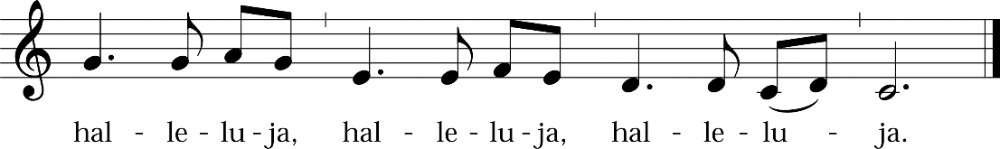 hal - le - lu - ja, hal - le - lu - ja, hal - le - lu - ja.